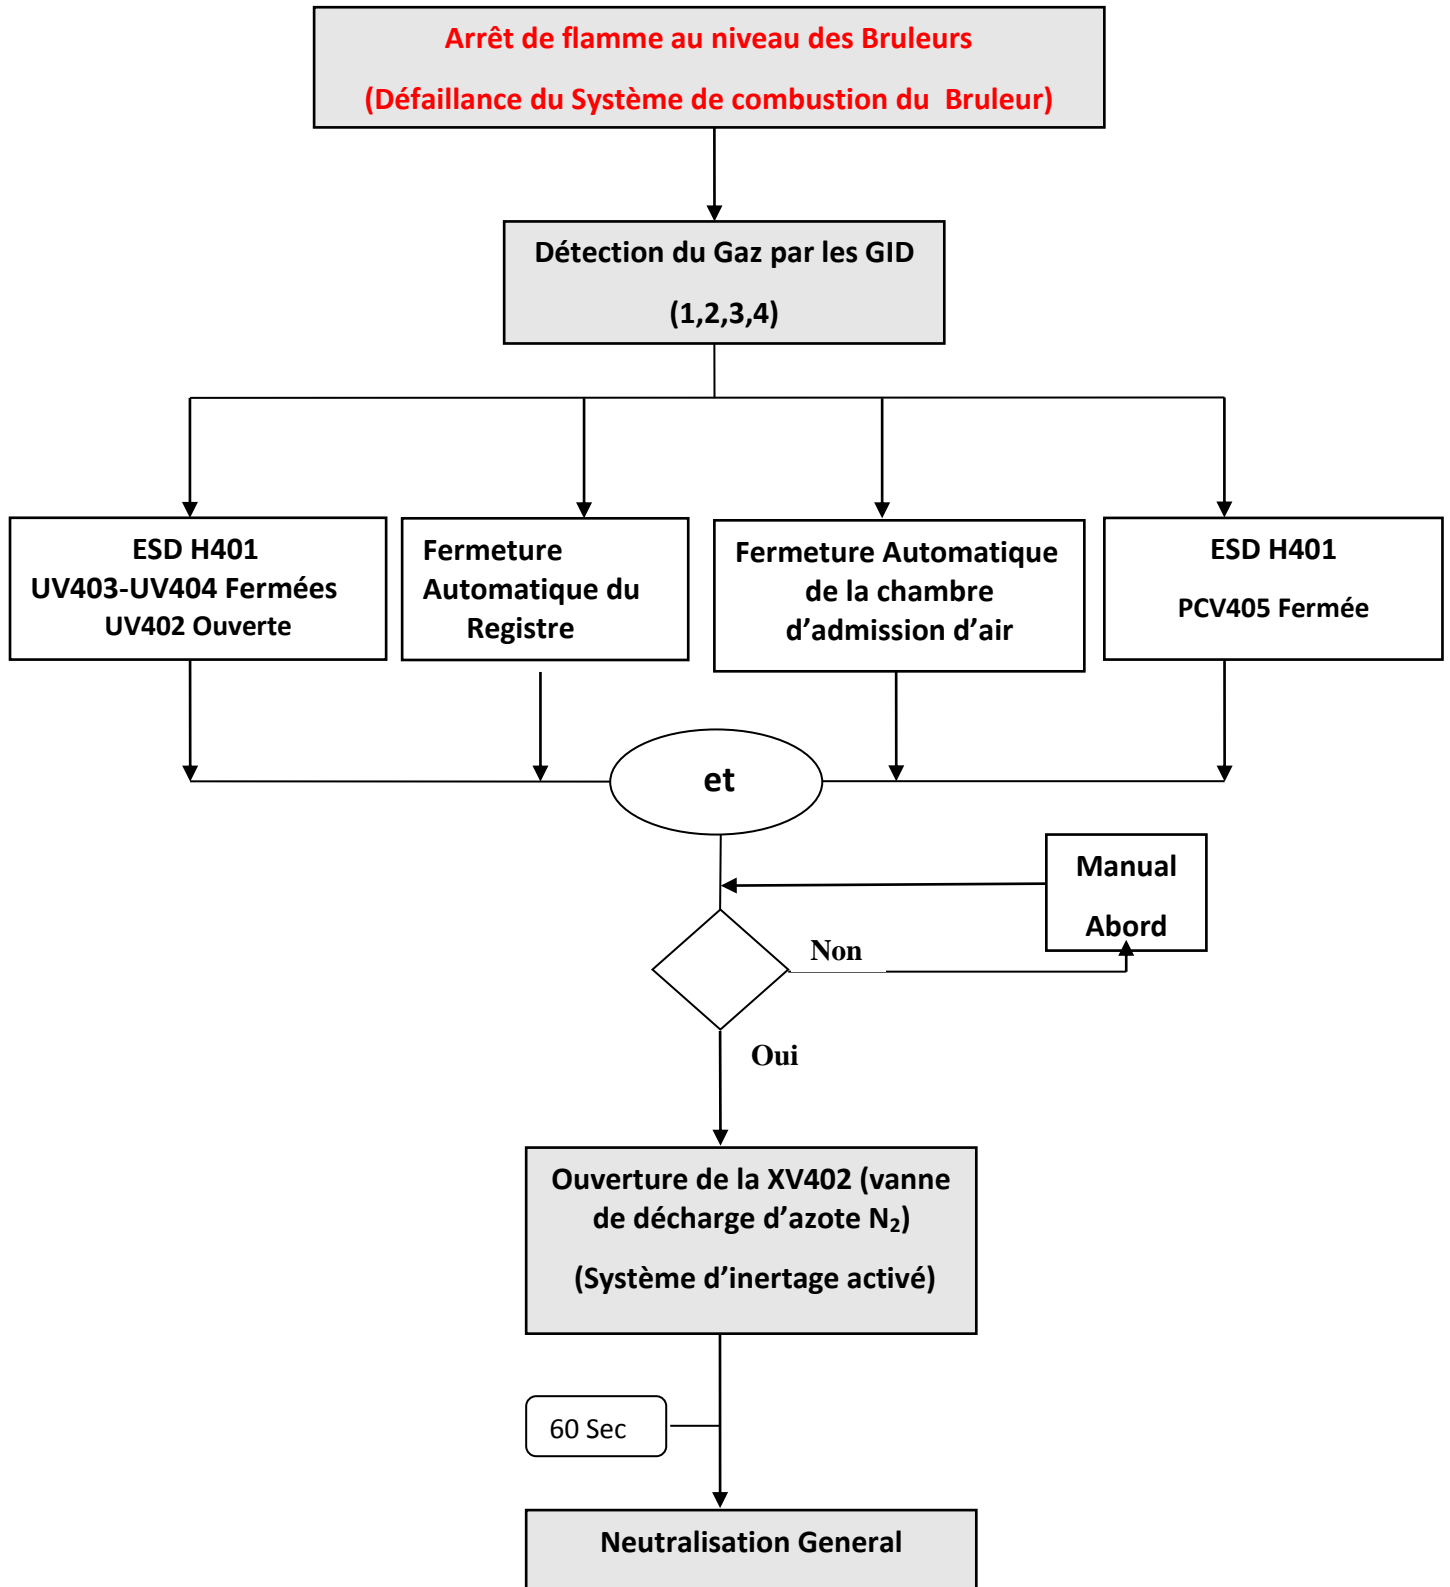 Arrêt de flamme au niveau des Bruleurs
(Défaillance du Système de combustion du Bruleur)
Détection du Gaz par les GID
(1,2,3,4)
ESD H401
UV403-UV404 Fermées
UV402 Ouverte
Fermeture
Automatique du
Registre
Fermeture Automatique
de la chambre
d’admission d’air
ESD H401
PCV405 Fermée
et
Manual
Abord
Non
Oui
Ouverture de la XV402 (vanne
de décharge d’azote N₂)
(Système d’inertage activé)
60 Sec
Neutralisation General